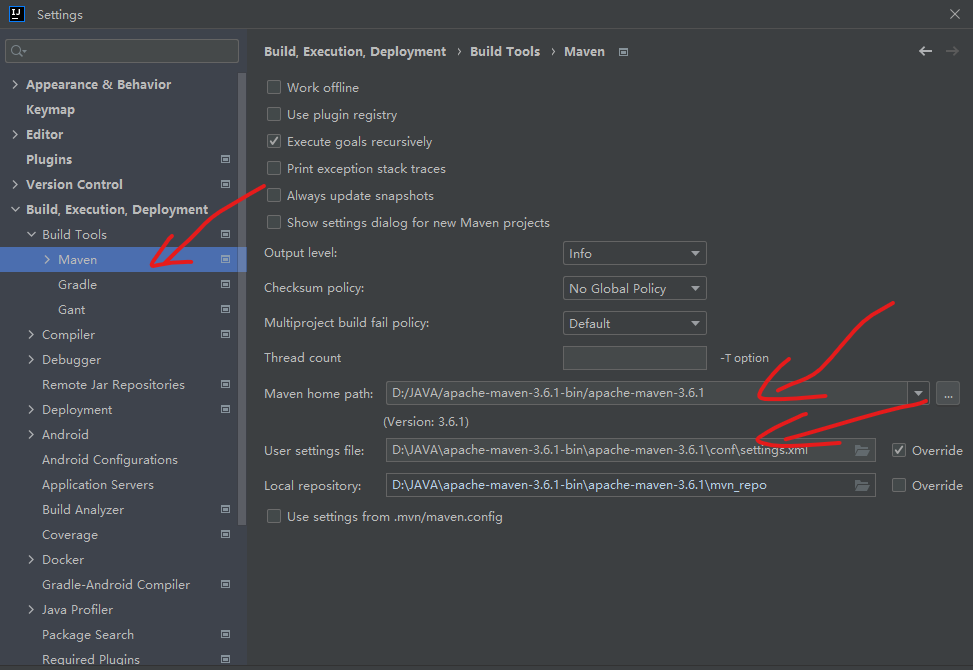 IJ
Settings
Build, Execution, Deployment › Build Tools › Maven
Appearance & Behavior
Keymap
Editor
Plugins
Version Control
Build, Execution, Deployment
Build Tools
Maven
Gradle
Gant
Compiler
Debugger
Remote Jar Repositories
Deployment
Android
Android Configurations
Application Servers
Build Analyzer
Coverage
Docker
Gradle-Android Compiler
Java Profiler
Package Search
Required Plugins
Work offline
Use plugin registry
Execute goals recursively
Print exception stack traces
Always update snapshots
Show settings dialog for new Maven projects
Output level: Info
Checksum policy: No Global Policy
Multiproject build fail policy: Default
Thread count -T option
Maven home path: D:/JAVA/apache-maven-3.6.1-bin/apache-maven-3.6.1 ...
(Version: 3.6.1)
User settings file: D:\JAVA\apache-maven-3.6.1-bin\apache-maven-3.6.1\conf\settings.xml Override
Local repository: D:\JAVA\apache-maven-3.6.1-bin\apache-maven-3.6.1\mvn_repo Override
Use settings from .mvn/maven.config